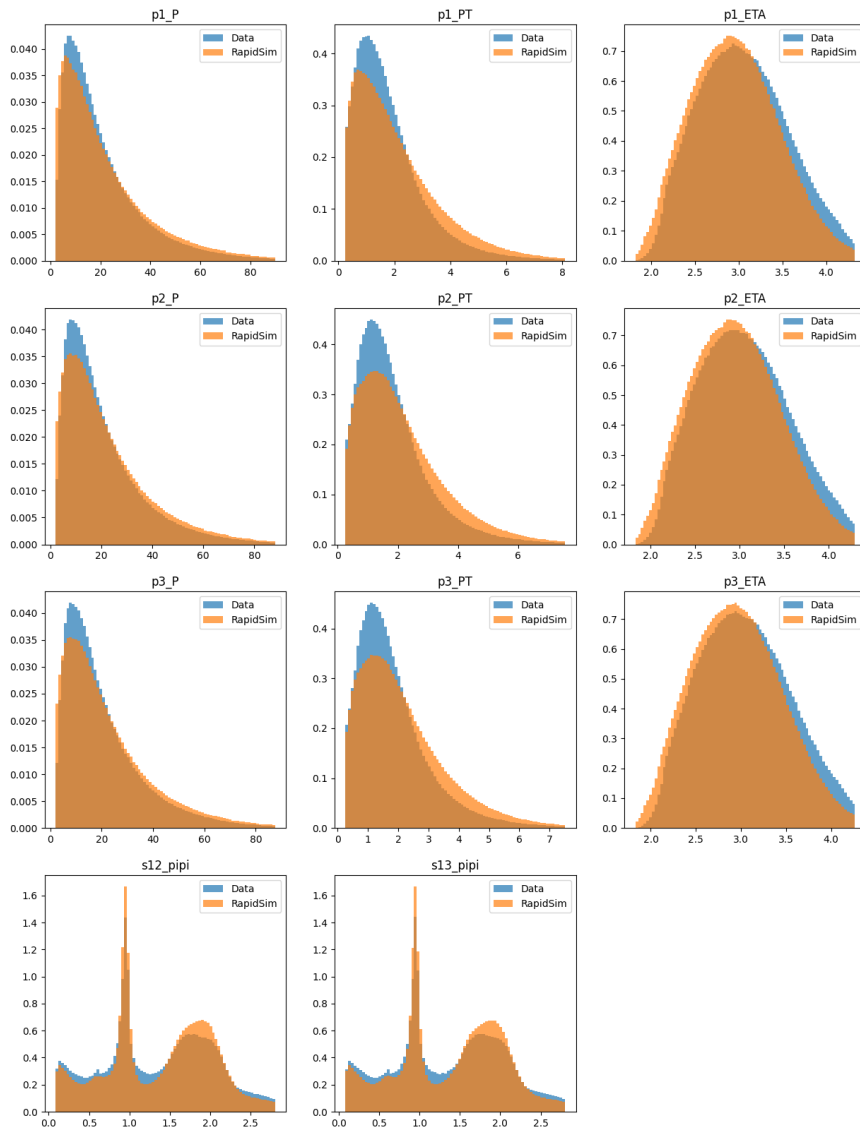 p1_P
p1_PT
p1_ETA
Data
RapidSim
Data
RapidSim
Data
RapidSim
0.040
0.035
0.030
0.025
0.020
0.015
0.010
0.005
0.000
0 20 40 60 80
0.4
0.3
0.2
0.1
0.0
0 2 4 6 8
0.7
0.6
0.5
0.4
0.3
0.2
0.1
0.0
2.0 2.5 3.0 3.5 4.0
p2_P
p2_PT
p2_ETA
Data
RapidSim
Data
RapidSim
Data
RapidSim
0.040
0.035
0.030
0.025
0.020
0.015
0.010
0.005
0.000
0 20 40 60 80
0.4
0.3
0.2
0.1
0.0
0 2 4 6
0.7
0.6
0.5
0.4
0.3
0.2
0.1
0.0
2.0 2.5 3.0 3.5 4.0
p3_P
p3_PT
p3_ETA
Data
RapidSim
Data
RapidSim
Data
RapidSim
0.040
0.035
0.030
0.025
0.020
0.015
0.010
0.005
0.000
0 20 40 60 80
0.4
0.3
0.2
0.1
0.0
0 1 2 3 4 5 6 7
0.7
0.6
0.5
0.4
0.3
0.2
0.1
0.0
2.0 2.5 3.0 3.5 4.0
s12_pipi
s13_pipi
Data
RapidSim
Data
RapidSim
1.6
1.4
1.2
1.0
0.8
0.6
0.4
0.2
0.0
0.0 0.5 1.0 1.5 2.0 2.5
1.6
1.4
1.2
1.0
0.8
0.6
0.4
0.2
0.0
0.0 0.5 1.0 1.5 2.0 2.5